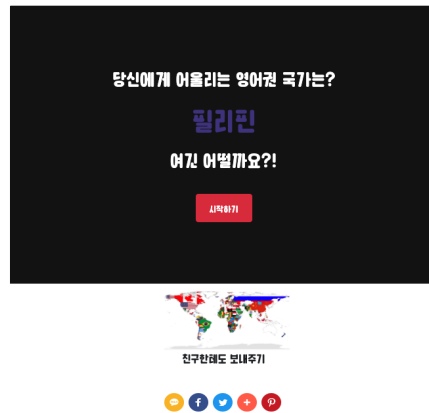 당신에게 어울리는 영어권 국가는?
필리핀
여긴 어떨까요?!
시작하기
친구한테도 보내주기